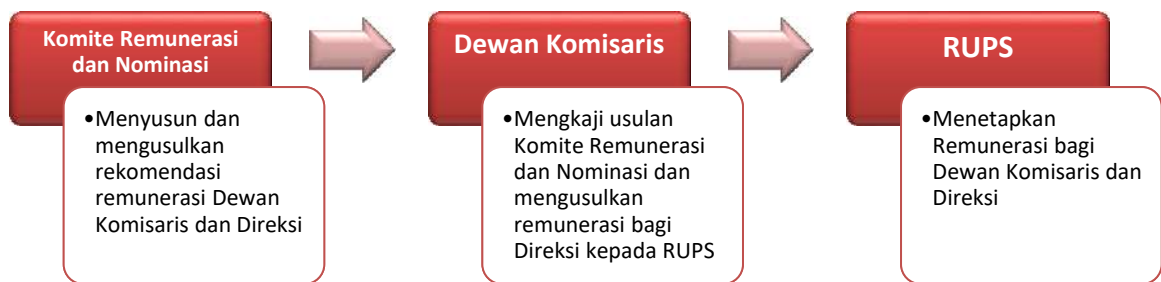 Komite Remunerasi
dan Nominasi
•Menyusun dan
mengusulkan
rekomendasi
remunerasi Dewan
Komisaris dan Direksi
Dewan Komisaris
•Mengkaji usulan
Komite Remunerasi
dan Nominasi dan
mengusulkan
remunerasi bagi
Direksi kepada RUPS
RUPS
•Menetapkan
Remunerasi bagi
Dewan Komisaris dan
Direksi